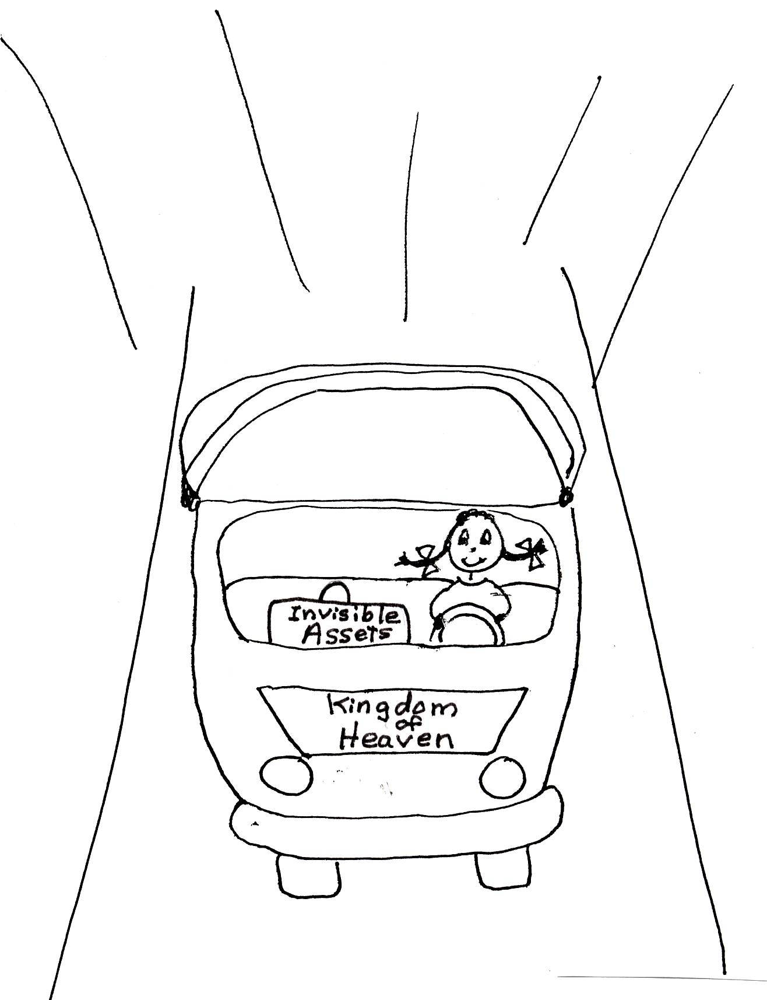 Invisible
Assets
Kingdom
of
Heaven